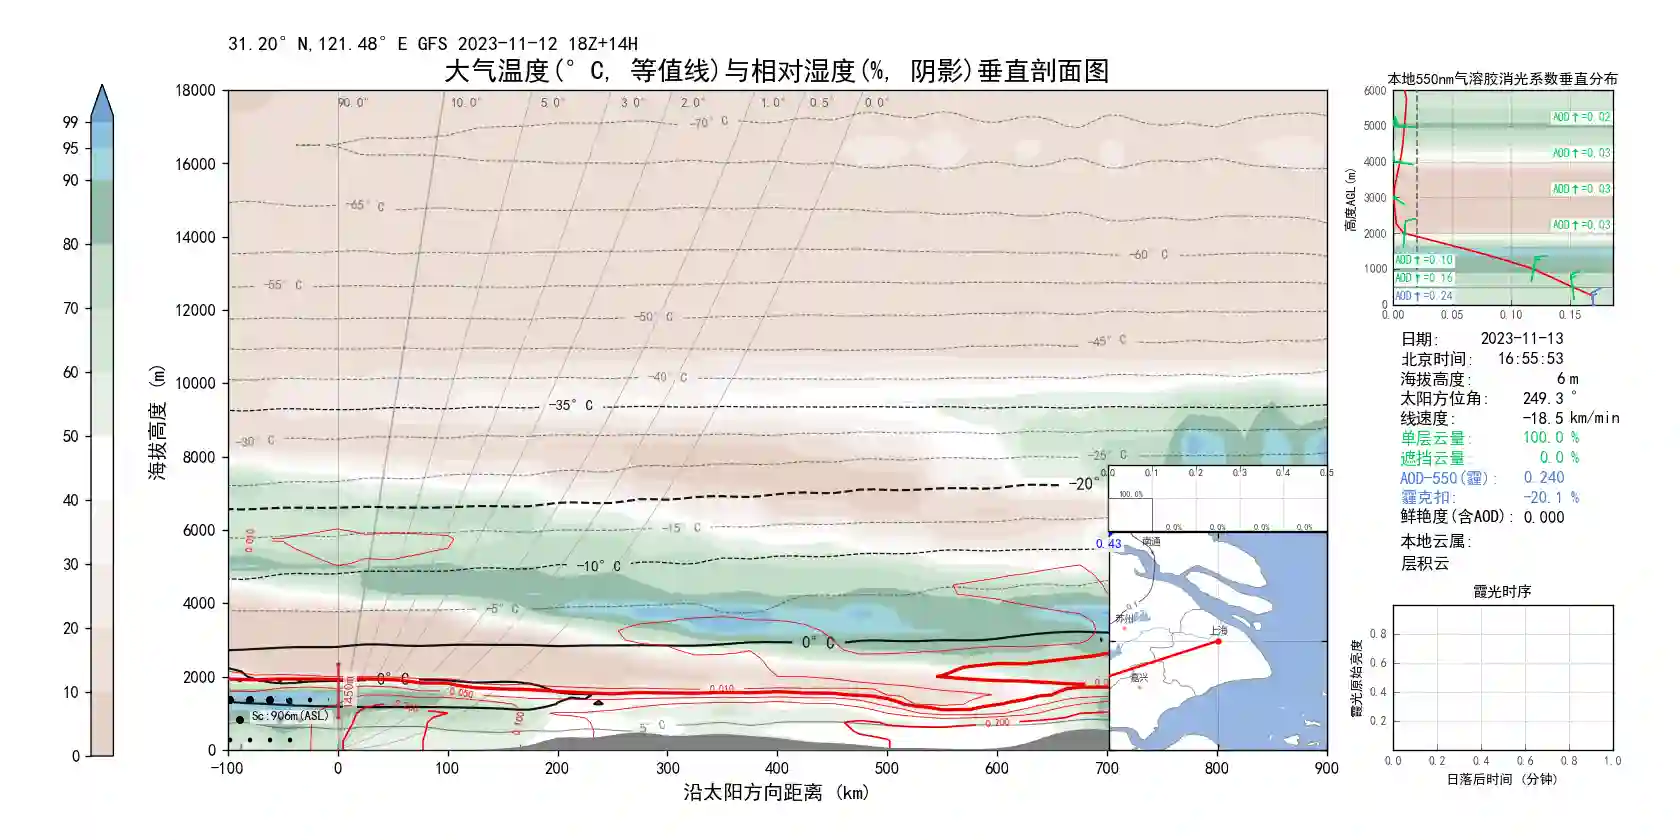 31.20° N,121.48° E GFS 2023-11-12 18Z+14H
大气温度(° C, 等值线)与相对湿度(%, 阴影)垂直剖面图
99
95
90
80
70
60
50
40
30
20
10
0
海拔高度 (m)
18000
16000
14000
12000
10000
8000
6000
4000
2000
0
90.0° 10.0° 5.0° 3.0° 2.0° 1.0° 0.5° 0.0°
-70° C
-65° C
-60° C
-55° C
-50° C
-45° C
-40° C
-35° C
-30° C
-25° C
-20°
-15° C
-10° C
-5° C
0° C
0° C
5° C
0.010
0.010
0.050
0.100
0.200
1450m
Sc:906m(ASL)
-100 0 100 200 300 400 500 600 700 800 900
沿太阳方向距离 (km)
0.0 0.1 0.2 0.3 0.4 0.5
100.0%
0.0% 0.0% 0.0% 0.0%
0.43
南通
0.1
苏州
上海
嘉兴
本地550nm气溶胶消光系数垂直分布
高度AGL(m)
6000
5000
4000
3000
2000
1000
0
AOD↑=0.02
AOD↑=0.03
AOD↑=0.03
AOD↑=0.03
AOD↑=0.10
AOD↑=0.16
AOD↑=0.24
0.00 0.05 0.10 0.15
日期: 2023-11-13
北京时间: 16:55:53
海拔高度: 6 m
太阳方位角: 249.3 °
线速度: -18.5 km/min
单层云量: 100.0 %
遮挡云量 0.0 %
AOD-550(霾): 0.240
霾克扣: -20.1 %
鲜艳度(含AOD): 0.000
本地云属:
层积云
霞光时序
霞光原始亮度
0.8
0.6
0.4
0.2
0.0 0.2 0.4 0.6 0.8 1.0
日落后时间 (分钟)